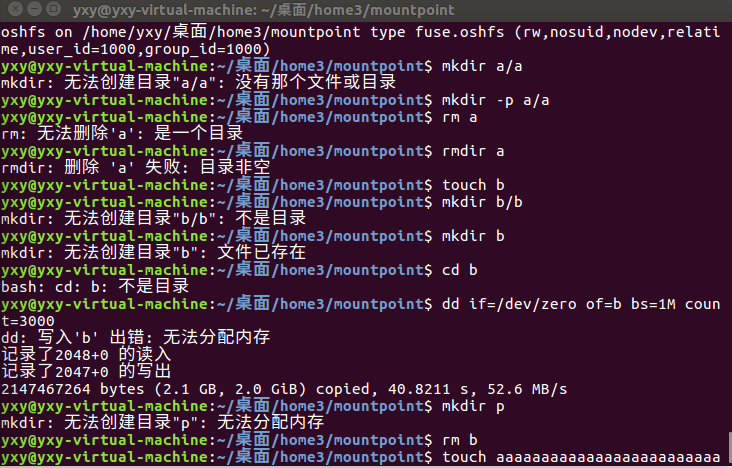 yxy@yxy-virtual-machine: ~/桌面/home3/mountpoint
oshfs on /home/yxy/桌面/home3/mountpoint type fuse.oshfs (rw,nosuid,nodev,relati
me,user_id=1000,group_id=1000)
yxy@yxy-virtual-machine:~/桌面/home3/mountpoint$ mkdir a/a
mkdir: 无法创建目录"a/a": 没有那个文件或目录
yxy@yxy-virtual-machine:~/桌面/home3/mountpoint$ mkdir -p a/a
yxy@yxy-virtual-machine:~/桌面/home3/mountpoint$ rm a
rm: 无法删除'a': 是一个目录
yxy@yxy-virtual-machine:~/桌面/home3/mountpoint$ rmdir a
rmdir: 删除 'a' 失败: 目录非空
yxy@yxy-virtual-machine:~/桌面/home3/mountpoint$ touch b
yxy@yxy-virtual-machine:~/桌面/home3/mountpoint$ mkdir b/b
mkdir: 无法创建目录"b/b": 不是目录
yxy@yxy-virtual-machine:~/桌面/home3/mountpoint$ mkdir b
mkdir: 无法创建目录"b": 文件已存在
yxy@yxy-virtual-machine:~/桌面/home3/mountpoint$ cd b
bash: cd: b: 不是目录
yxy@yxy-virtual-machine:~/桌面/home3/mountpoint$ dd if=/dev/zero of=b bs=1M coun
t=3000
dd: 写入'b' 出错: 无法分配内存
记录了2048+0 的读入
记录了2047+0 的写出
2147467264 bytes (2.1 GB, 2.0 GiB) copied, 40.8211 s, 52.6 MB/s
yxy@yxy-virtual-machine:~/桌面/home3/mountpoint$ mkdir p
mkdir: 无法创建目录"p": 无法分配内存
yxy@yxy-virtual-machine:~/桌面/home3/mountpoint$ rm b
yxy@yxy-virtual-machine:~/桌面/home3/mountpoint$ touch aaaaaaaaaaaaaaaaaaaaaaaaa